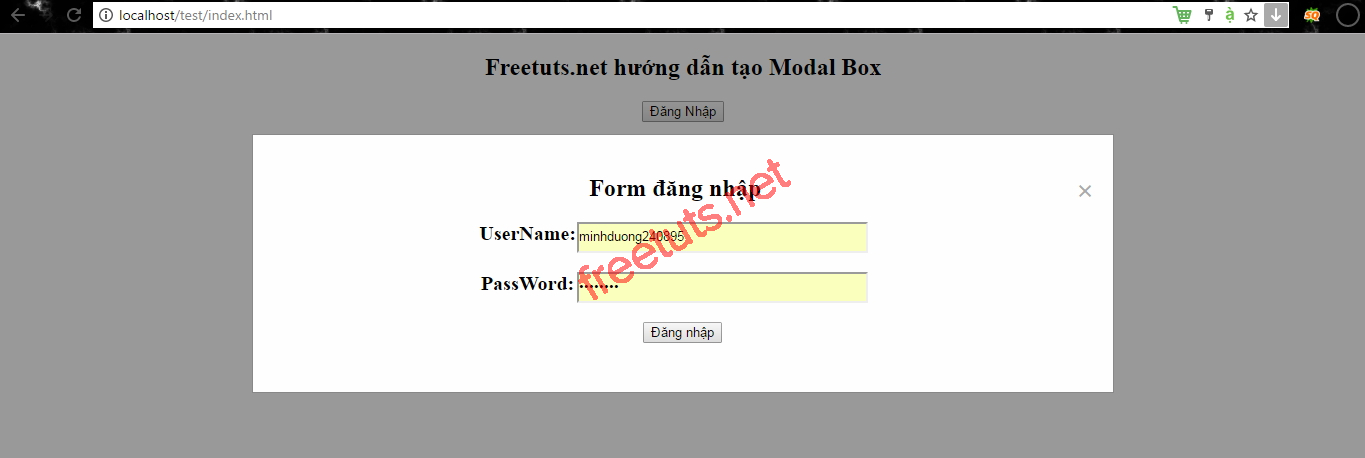 localhost/test/index.html
Freetuts.net hướng dẫn tạo Modal Box
Đăng Nhập
Form đăng nhập
×
UserName: minhduong240895
PassWord: ········
Đăng nhập
freetuts.net